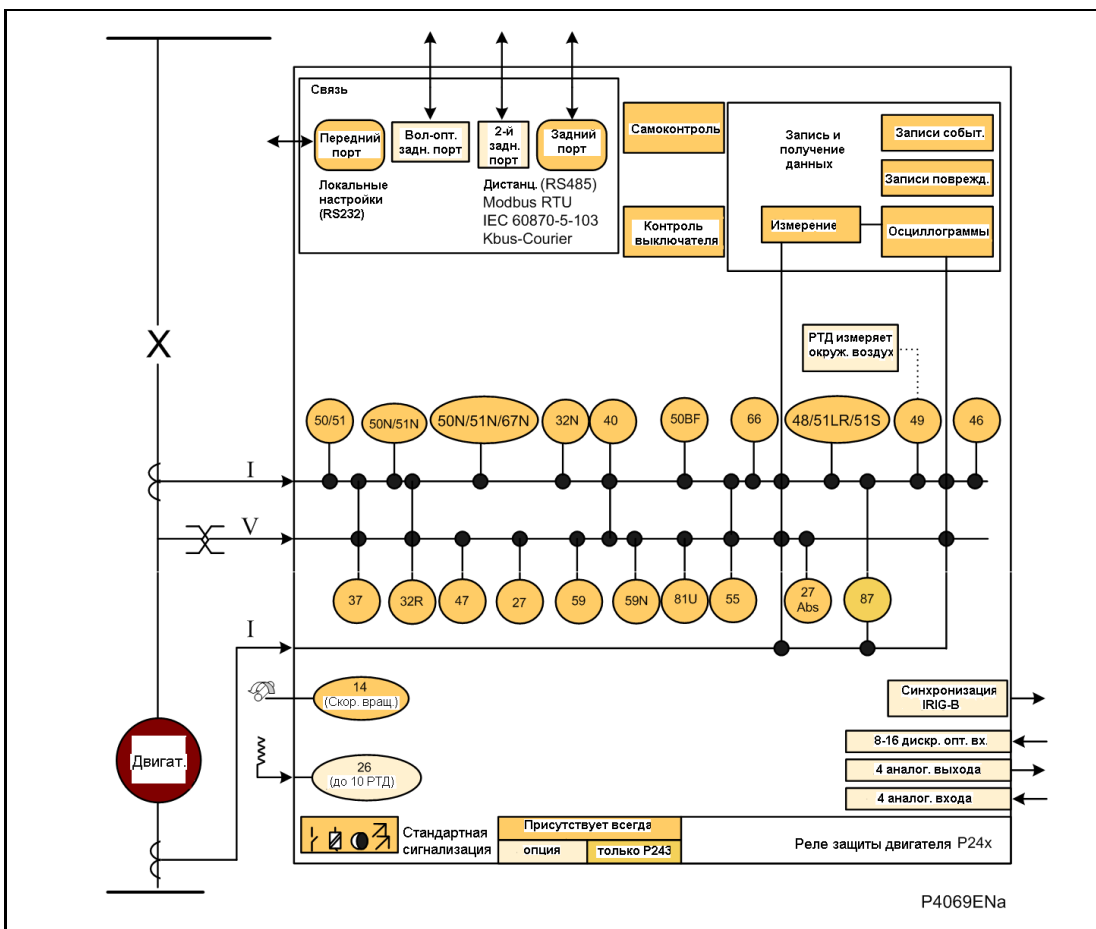 Связь
Передний
порт
Вол-опт.
задн. порт
2-й
задн.
порт
Задний
порт
Локальные
настройки
(RS232)
Дистанц. (RS485)
Modbus RTU
IEC 60870-5-103
Kbus-Courier
Самоконтроль
Контроль
выключателя
Запись и
получение
данных
Записи событ.
Записи поврежд.
Измерение
Осциллограммы
РТД измеряет
окруж. воздух
X
50/51
50N/51N
50N/51N/67N
32N
40
50BF
66
48/51LR/51S
49
46
I
V
37
32R
47
27
59
59N
81U
55
27
Abs
87
I
14
(Скор. вращ.)
26
(до 10 РТД)
Двигат.
Синхронизация
IRIG-B
8-16 дискр. опт. вх.
4 аналог. выхода
4 аналог. входа
Стандартная
сигнализация
Присутствует всегда
опция
только P243
Реле защиты двигателя P24x
P4069ENa